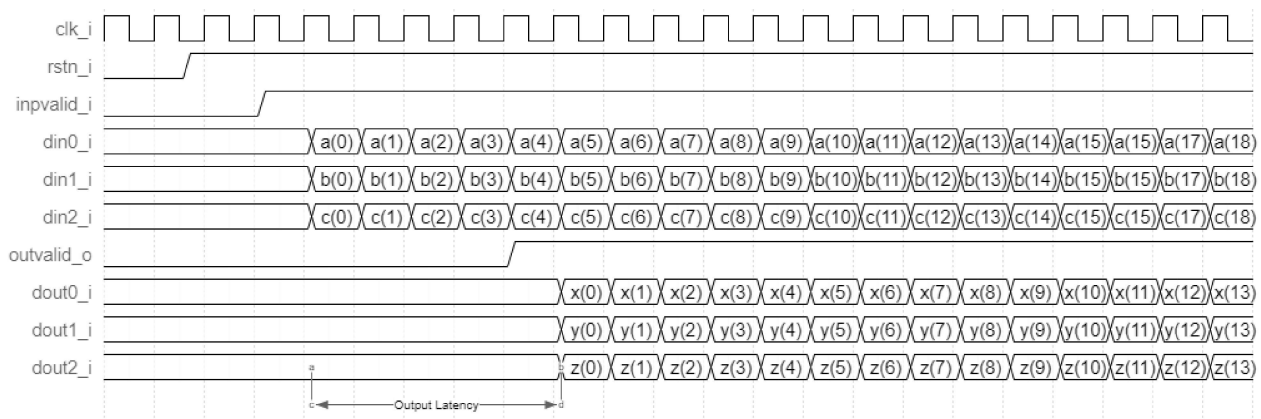 clk_i
rstn_i
inpvalid_i
din0_i a(0) a(1) a(2) a(3) a(4) a(5) a(6) a(7) a(8) a(9) a(10) a(11) a(12) a(13) a(14) a(15) a(15) a(17) a(18)
din1_i b(0) b(1) b(2) b(3) b(4) b(5) b(6) b(7) b(8) b(9) b(10) b(11) b(12) b(13) b(14) b(15) b(15) b(17) b(18)
din2_i c(0) c(1) c(2) c(3) c(4) c(5) c(6) c(7) c(8) c(9) c(10) c(11) c(12) c(13) c(14) c(15) c(15) c(17) c(18)
outvalid_o
dout0_i x(0) x(1) x(2) x(3) x(4) x(5) x(6) x(7) x(8) x(9) x(10) x(11) x(12) x(13)
dout1_i y(0) y(1) y(2) y(3) y(4) y(5) y(6) y(7) y(8) y(9) y(10) y(11) y(12) y(13)
dout2_i a b z(0) z(1) z(2) z(3) z(4) z(5) z(6) z(7) z(8) z(9) z(10) z(11) z(12) z(13)
c Output Latency d